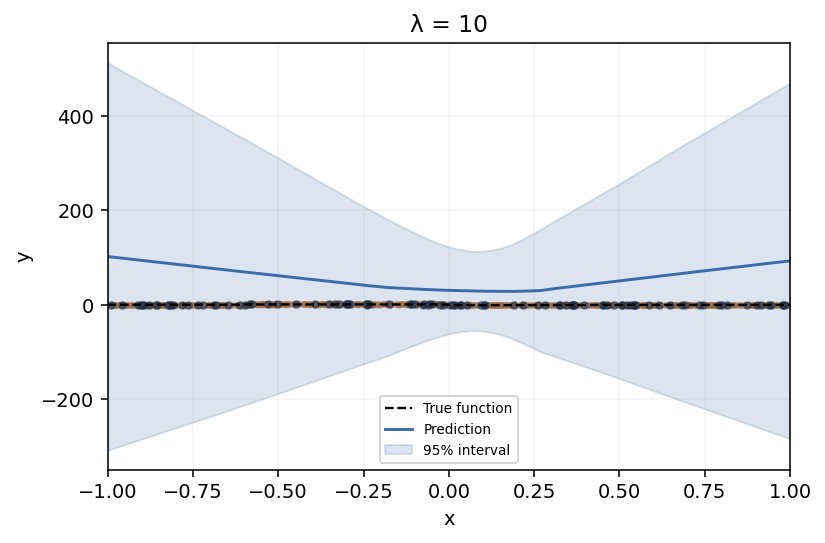 λ = 10
y
400
200
0
−200
True function
Prediction
95% interval
−1.00 −0.75 −0.50 −0.25 0.00 0.25 0.50 0.75 1.00
x